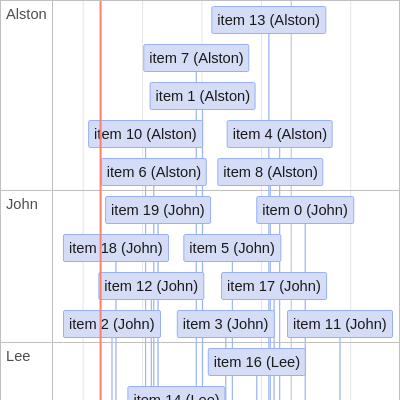 Alston
item 13 (Alston)
item 7 (Alston)
item 1 (Alston)
item 10 (Alston)
item 4 (Alston)
item 6 (Alston)
item 8 (Alston)
John
item 19 (John)
item 0 (John)
item 18 (John)
item 5 (John)
item 12 (John)
item 17 (John)
item 2 (John)
item 3 (John)
item 11 (John)
Lee
item 16 (Lee)
item 14 (Lee)